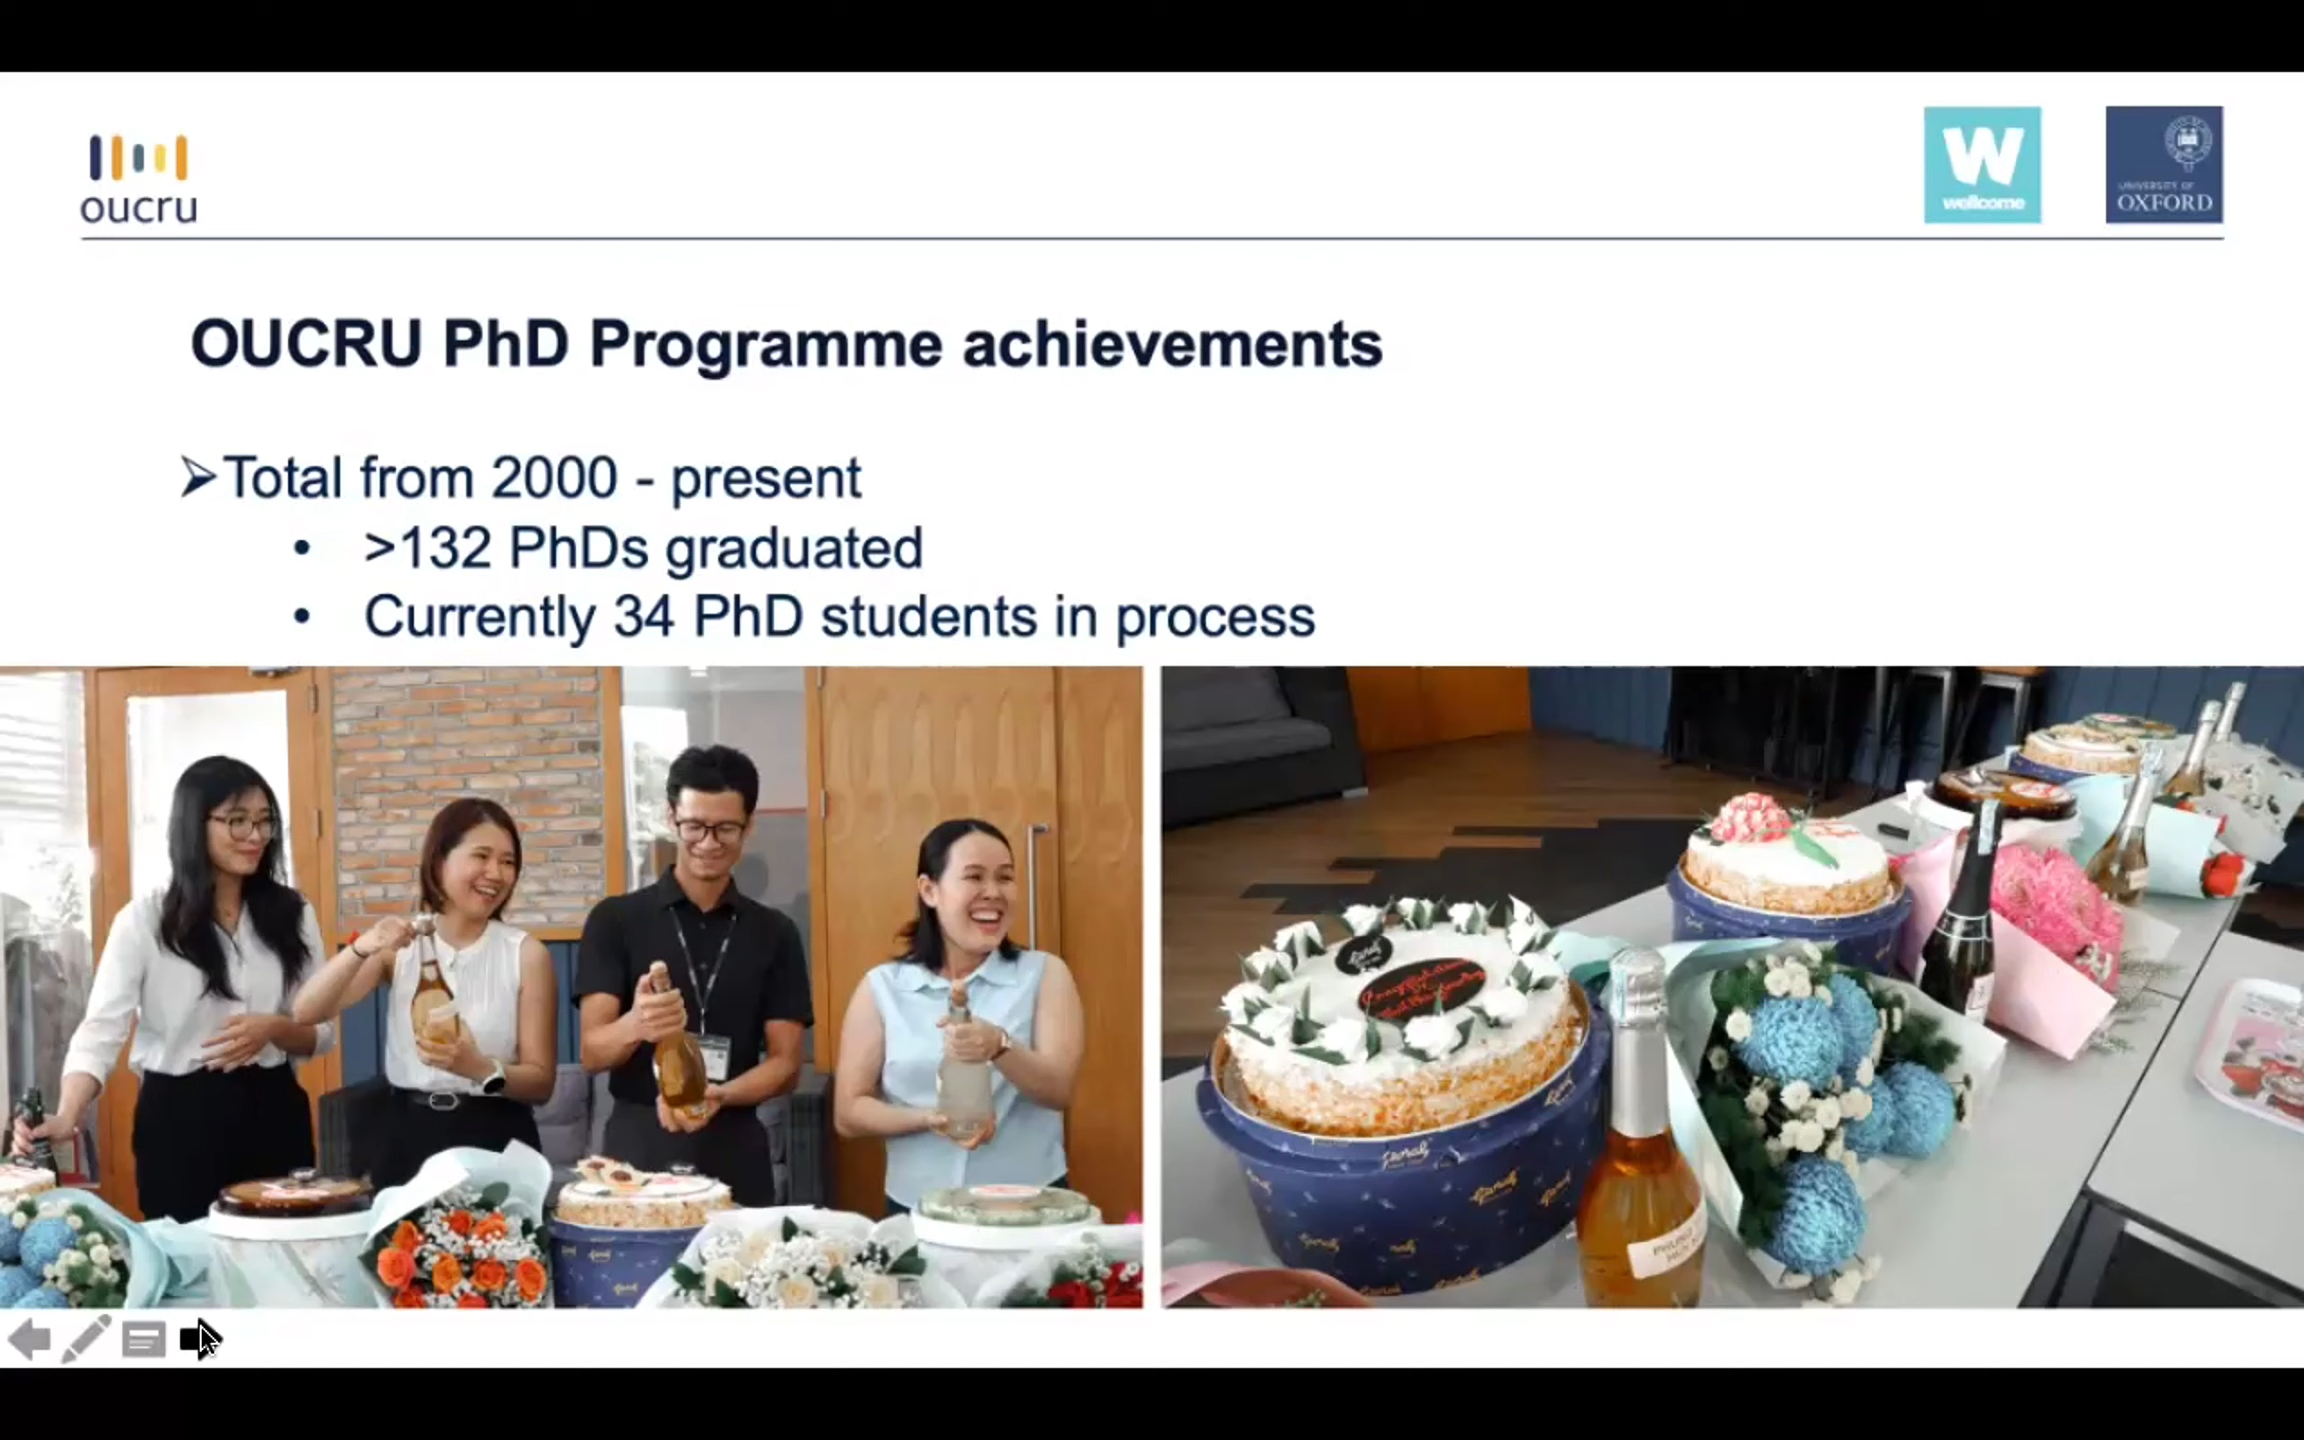 oucru
W
wellcome
UNIVERSITY OF
OXFORD
OUCRU PhD Programme achievements
➢Total from 2000 - present
• >132 PhDs graduated
• Currently 34 PhD students in process